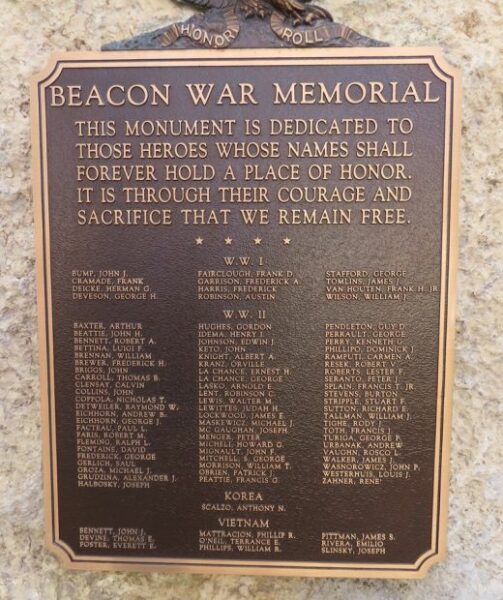 HONOR ROLL
BEACON WAR MEMORIAL
THIS MONUMENT IS DEDICATED TO
THOSE HEROES WHOSE NAMES SHALL
FOREVER HOLD A PLACE OF HONOR.
IT IS THROUGH THEIR COURAGE AND
SACRIFICE THAT WE REMAIN FREE.
W.W. I
BUMP, JOHN J.
CRAMADE, FRANK
DEICKE, HERMAN G.
DEVESON, GEORGE H.
FAIRCLOUGH, FRANK D.
GARRISON, FREDERICK A.
HARRIS, FREDERICK
ROBINSON, AUSTIN
STAFFORD, GEORGE
TOMLINS, JAMES J.
VAN HOUTEN, FRANK H. JR.
WILSON, WILLIAM F.
W.W. II
BAXTER, ARTHUR
BEATTIE, JOHN H.
BENNETT, ROBERT A.
BETTINA, LUIGI F.
BRENNAN, WILLIAM
BREWER, FREDERICK H.
BRIGGS, JOHN
CARROLL, THOMAS B.
CLENSAY, CALVIN
COLLINS, JOHN
COPPOLA, NICHOLAS T.
DETWEILER, RAYMOND W.
EICHHORN, ANDREW B.
EICHHORN, GEORGE J.
FACTEAU, PAUL L.
FARIS, ROBERT M.
FLEMING, RALPH L.
FONTAINE, DAVID
FREDERICK, GEORGE
GERLICH, SAUL
GROZA, MICHAEL J.
GRUDZINA, ALEXANDER J.
HALBOSKY, JOSEPH
HUGHES, GORDON
IDEMA, HENRY I.
JOHNSON, EDWIN J.
KETO, JOHN
KNIGHT, ALBERT A.
KRANZ, ORVILLE
LA CHANCE, ERNEST H.
LA CHANCE, GEORGE
LASKO, ARNOLD E.
LENT, ROBINSON C.
LEWIS, WALTER M.
LEWITTES, JUDAH H.
LOCKWOOD, JAMES E.
MASKEWICZ, MICHAEL J.
MC GAUGHAN, JOSEPH
MENGER, PETER
MICHELL, HOWARD G.
MIGNAULT, JOHN F.
MITCHELL, S. GEORGE
MORRISON, WILLIAM T.
OBRIEN, PATRICK J.
PEATTIE, FRANCIS G.
PENDLETON, GUY D.
PERRAULT, GEORGE
PERRY, KENNETH G.
PHILLIPO, DOMINICK J.
RAMPUTI, CARMEN A.
RESEK, ROBERT V.
ROBERTS, LESTER F.
SERANTO, PETER J.
SPLAIN, FRANCIS T. JR.
STEVENS, BURTON
STRIPPLE, STUART F.
SUTTON, RICHARD E.
TALLMAN, WILLIAM J.
TIGHE, RODY J.
TOTH, FRANCIS J.
TUBIGA, GEORGE P.
URBANAK, ANDREW
VAUGHN, ROSCO L.
WALKER, JAMES J.
WASNOROWICZ, JOHN P.
WESTERHUIS, LOUIS J.
ZAHNER, RENE'
KOREA
SCALZO, ANTHONY N.
VIETNAM
BENNETT, JOHN J.
DEVINE, THOMAS E.
FOSTER, EVERETT E.
MATTRACION, PHILLIP R.
O'NEIL, TERRANCE E.
PHILLIPS, WILLIAM R.
PITTMAN, JAMES S.
RIVERA, EMILIO
SLINSKY, JOSEPH